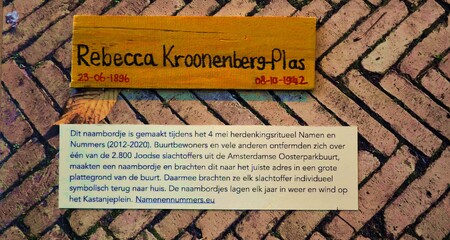 Rebecca Kroonenberg-Plas
25-06-1896 08-10-1942
Dit naambordje is gemaakt tijdens het 4 mei herdenkingsritueel Namen en
Nummers (2012-2020). Buurtbewoners en vele anderen ontfermden zich over
één van de 2.800 Joodse slachtoffers uit de Amsterdamse Oosterparkbuurt,
maakten een naambordje en brachten dit naar het juiste adres in een grote
plattegrond van de buurt. Daarmee brachten ze elk slachtoffer individueel
symbolisch terug naar huis. De naambordjes lagen elk jaar in weer en wind op
het Kastanjeplein. Namenennummers.eu